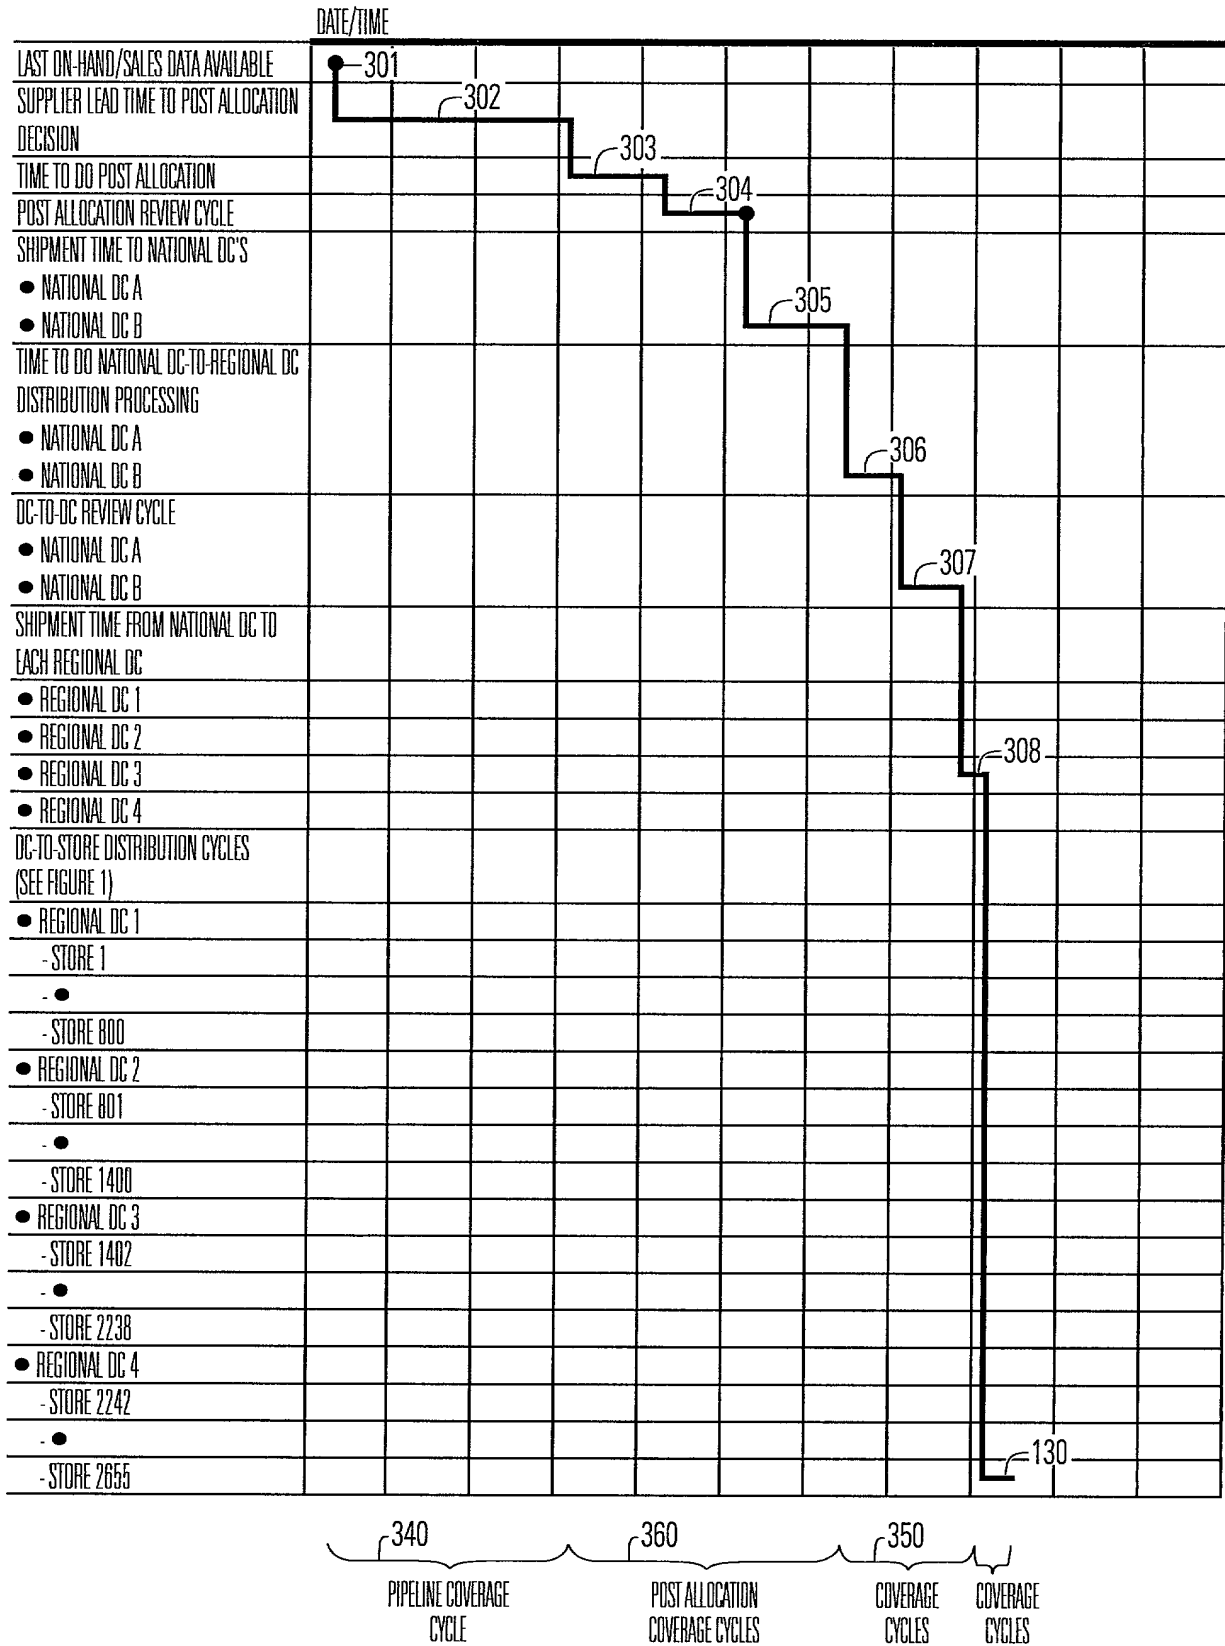 DATE/TIME
LAST ON-HAND/SALES DATA AVAILABLE
301
SUPPLIER LEAD TIME TO POST ALLOCATION
302
DECISION
303
TIME TO DO POST ALLOCATION
304
POST ALLOCATION REVIEW CYCLE
SHIPMENT TIME TO NATIONAL DC'S
● NATIONAL DC A
305
● NATIONAL DC B
TIME TO DO NATIONAL DC-TO-REGIONAL DC
DISTRIBUTION PROCESSING
● NATIONAL DC A
306
● NATIONAL DC B
DC-TO-DC REVIEW CYCLE
● NATIONAL DC A
307
● NATIONAL DC B
SHIPMENT TIME FROM NATIONAL DC TO
EACH REGIONAL DC
● REGIONAL DC 1
● REGIONAL DC 2
308
● REGIONAL DC 3
● REGIONAL DC 4
DC-TO-STORE DISTRIBUTION CYCLES
(SEE FIGURE 1)
● REGIONAL DC 1
- STORE 1
- ●
- STORE 800
● REGIONAL DC 2
- STORE 801
- ●
- STORE 1400
● REGIONAL DC 3
- STORE 1402
- ●
- STORE 2238
● REGIONAL DC 4
- STORE 2242
- ●
130
- STORE 2655
340
360
350
PIPELINE COVERAGE
CYCLE
POST ALLOCATION
COVERAGE CYCLES
COVERAGE
CYCLES
COVERAGE
CYCLES